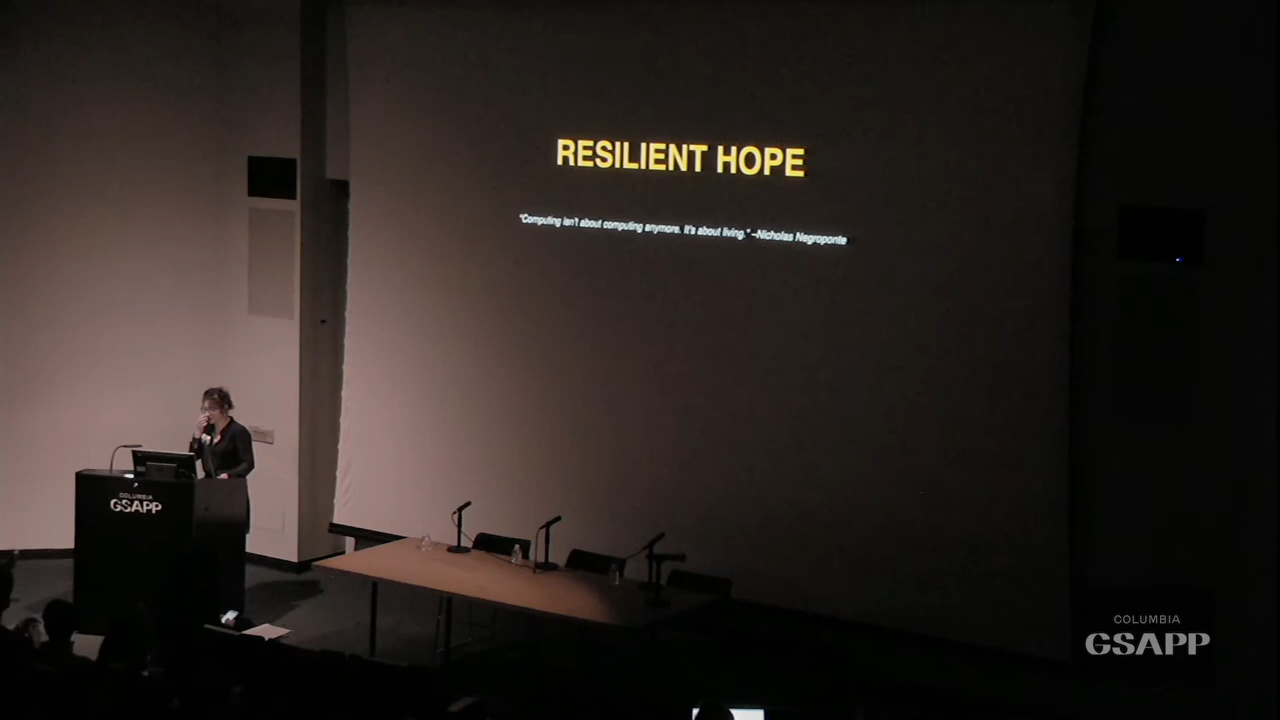 RESILIENT HOPE
"Computing isn't about computing anymore. It's about living." –Nicholas Negroponte
COLUMBIA
GSAPP
COLUMBIA
GSAPP